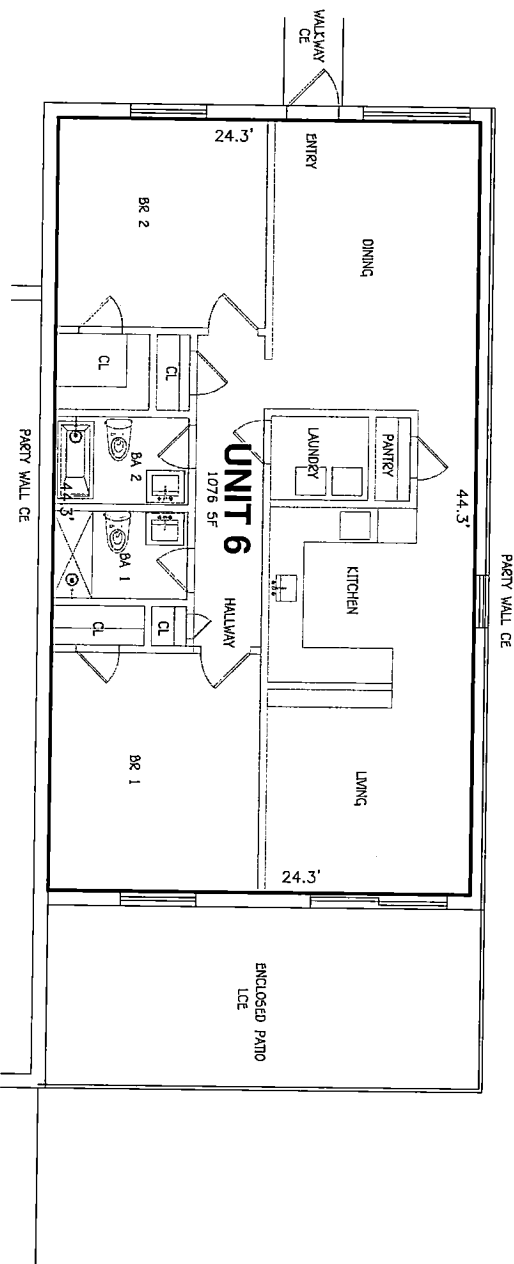 WALKWAY
CE
PARTY WALL CE
24.3'
ENTRY
DINING
44.3'
BR 2
CL
CL
PANTRY
LAUNDRY
BA 2
UNIT 6
1076 SF
KITCHEN
44.3'
BA 1
HALLWAY
CL
CL
LIVING
BR 1
24.3'
PARTY WALL CE
ENCLOSED PATIO
LCE